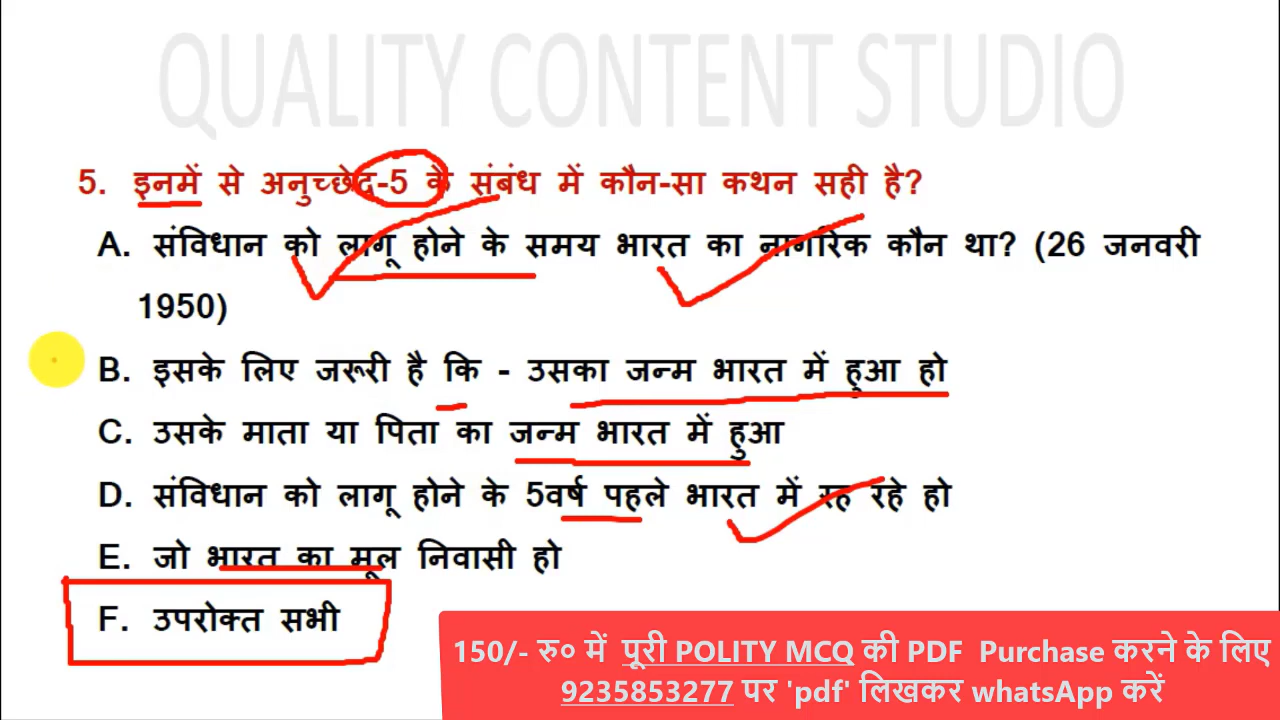 QUALITY CONTENT STUDIO
5. इनमें से अनुच्छेद-5 के संबंध में कौन-सा कथन सही है?
A. संविधान को लागू होने के समय भारत का नागरिक कौन था? (26 जनवरी
1950)
B. इसके लिए जरूरी है कि - उसका जन्म भारत में हुआ हो
C. उसके माता या पिता का जन्म भारत में हुआ
D. संविधान को लागू होने के 5वर्ष पहले भारत में रह रहे हो
E. जो भारत का मूल निवासी हो
F. उपरोक्त सभी
150/- रु० में पूरी POLITY MCQ की PDF Purchase करने के लिए
9235853277 पर 'pdf' लिखकर whatsApp करें